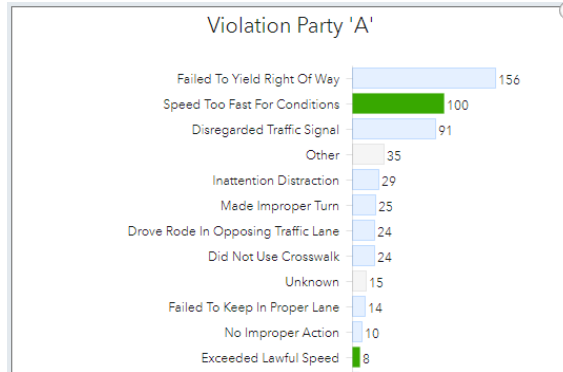 Violation Party 'A'
Failed To Yield Right Of Way 156
Speed Too Fast For Conditions 100
Disregarded Traffic Signal 91
Other 35
Inattention Distraction 29
Made Improper Turn 25
Drove Rode In Opposing Traffic Lane 24
Did Not Use Crosswalk 24
Unknown 15
Failed To Keep In Proper Lane 14
No Improper Action 10
Exceeded Lawful Speed 8